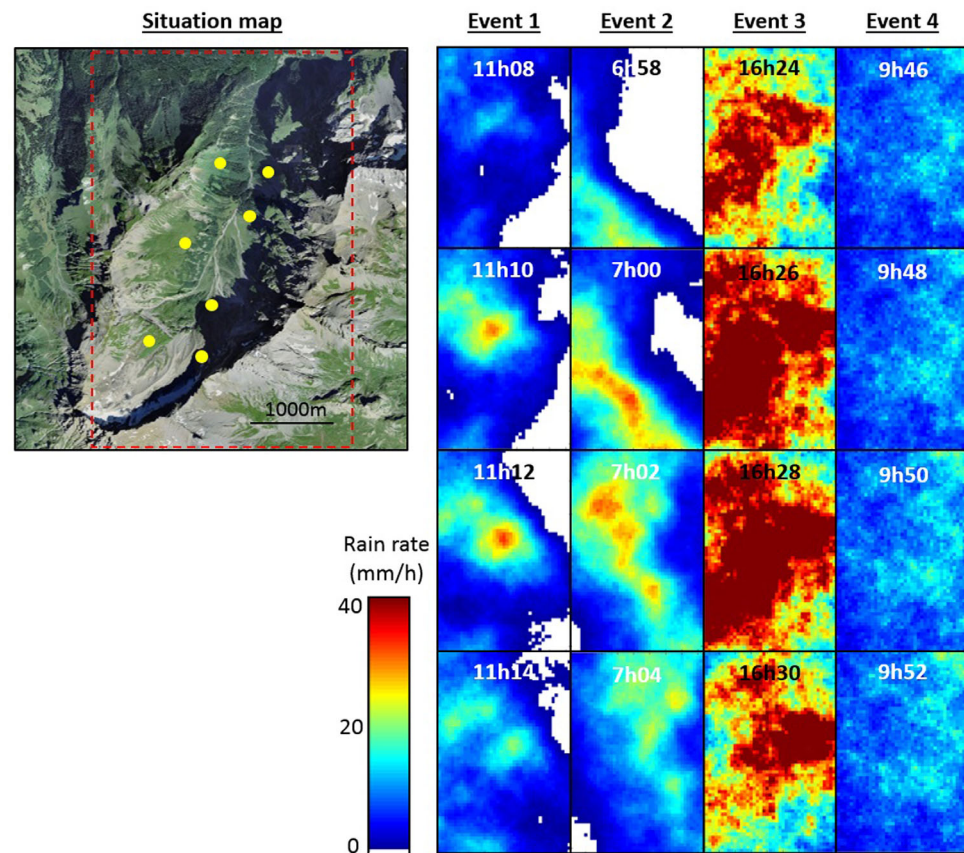 Situation map
Event 1
Event 2
Event 3
Event 4
11h08
6h58
16h24
9h46
1000m
11h10
7h00
16h26
9h48
11h12
7h02
16h28
9h50
Rain rate
(mm/h)
40
20
0
11h14
7h04
16h30
9h52